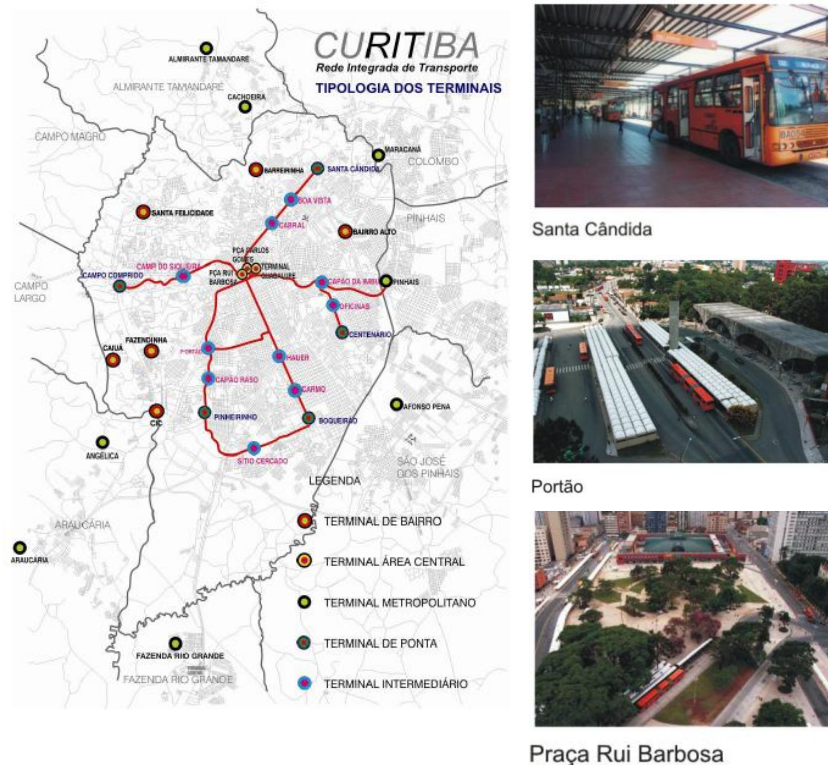 CURITIBA
Rede Integrada de Transporte
TIPOLOGIA DOS TERMINAIS
ALMIRANTE TAMANDARÉ
ALMIRANTE TAMANDARÉ
CACHOEIRA
CAMPO MAGRO
MARACANÃ
COLOMBO
BARREIRINHA
SANTA CÂNDIDA
BOA VISTA
SANTA FELICIDADE
CABRAL
BAIRRO ALTO
PINHAIS
PÇA CARLOS
GOMES
TERMINAL
GUADALUPE
PÇA RUI
BARBOSA
CAMP. DO SIQUEIRA
CAMPO COMPRIDO
CAPÃO DA IMBUIA
PINHAIS
CAMPO
LARGO
OFICINAS
CENTENÁRIO
FAZENDINHA
CAIUÁ
PORTÃO
HAUER
CAPÃO RASO
CARMO
AFONSO PENA
PINHEIRINHO
BOQUEIRÃO
CIC
ANGÉLICA
SÍTIO CERCADO
SÃO JOSÉ
DOS PINHAIS
LEGENDA
ARAUCÁRIA
ARAUCÁRIA
TERMINAL DE BAIRRO
TERMINAL ÁREA CENTRAL
TERMINAL METROPOLITANO
TERMINAL DE PONTA
TERMINAL INTERMEDIÁRIO
FAZENDA RIO GRANDE
FAZENDA RIO GRANDE
Santa Cândida
Portão
Praça Rui Barbosa